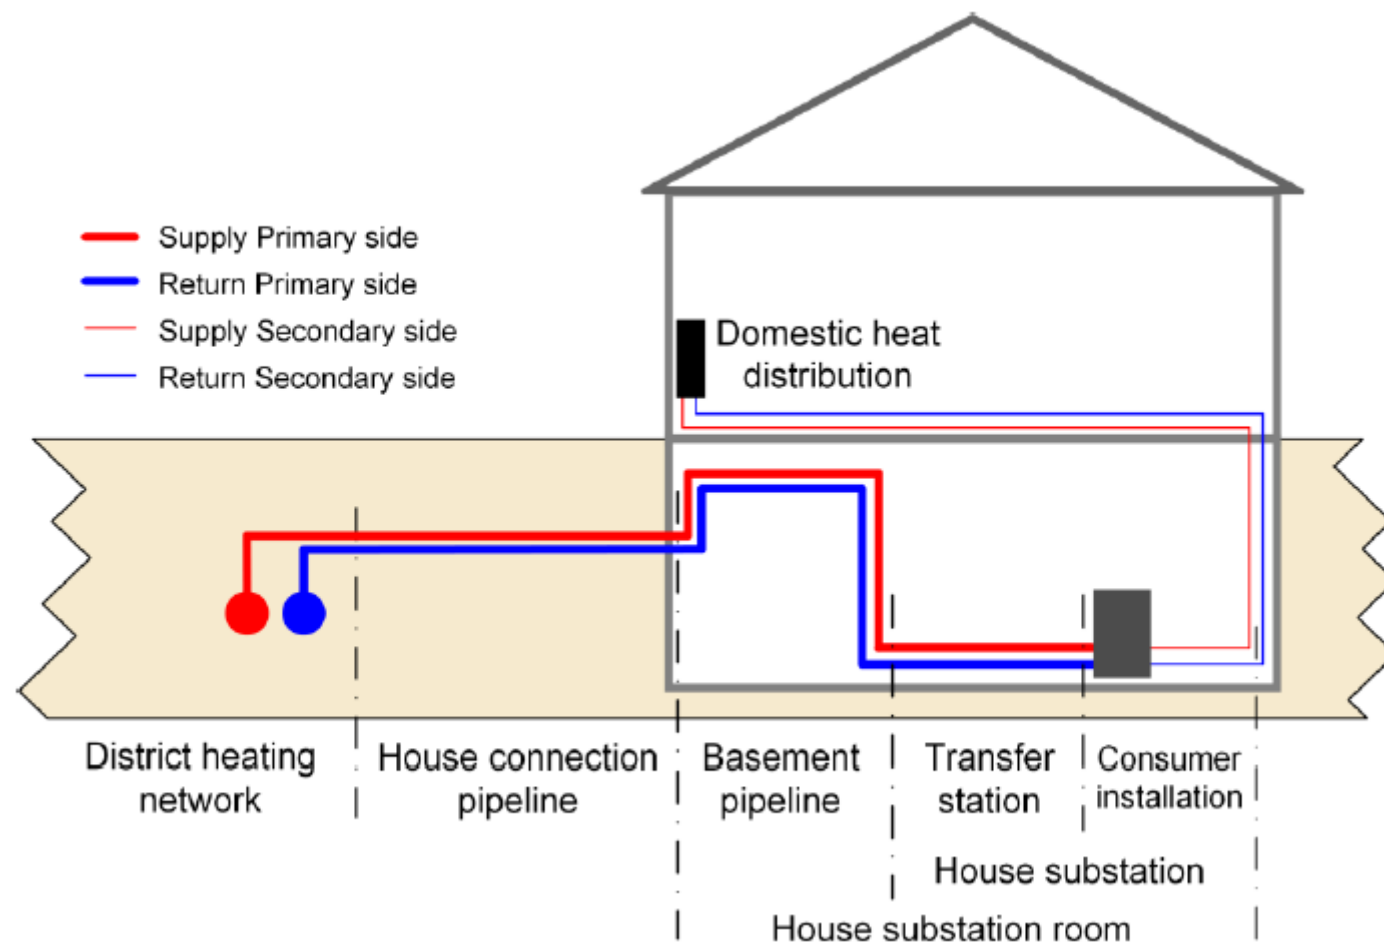 Supply Primary side
Return Primary side
Supply Secondary side
Return Secondary side
Domestic heat
distribution
District heating
network
House connection
pipeline
Basement
pipeline
Transfer
station
Consumer
installation
House substation
House substation room